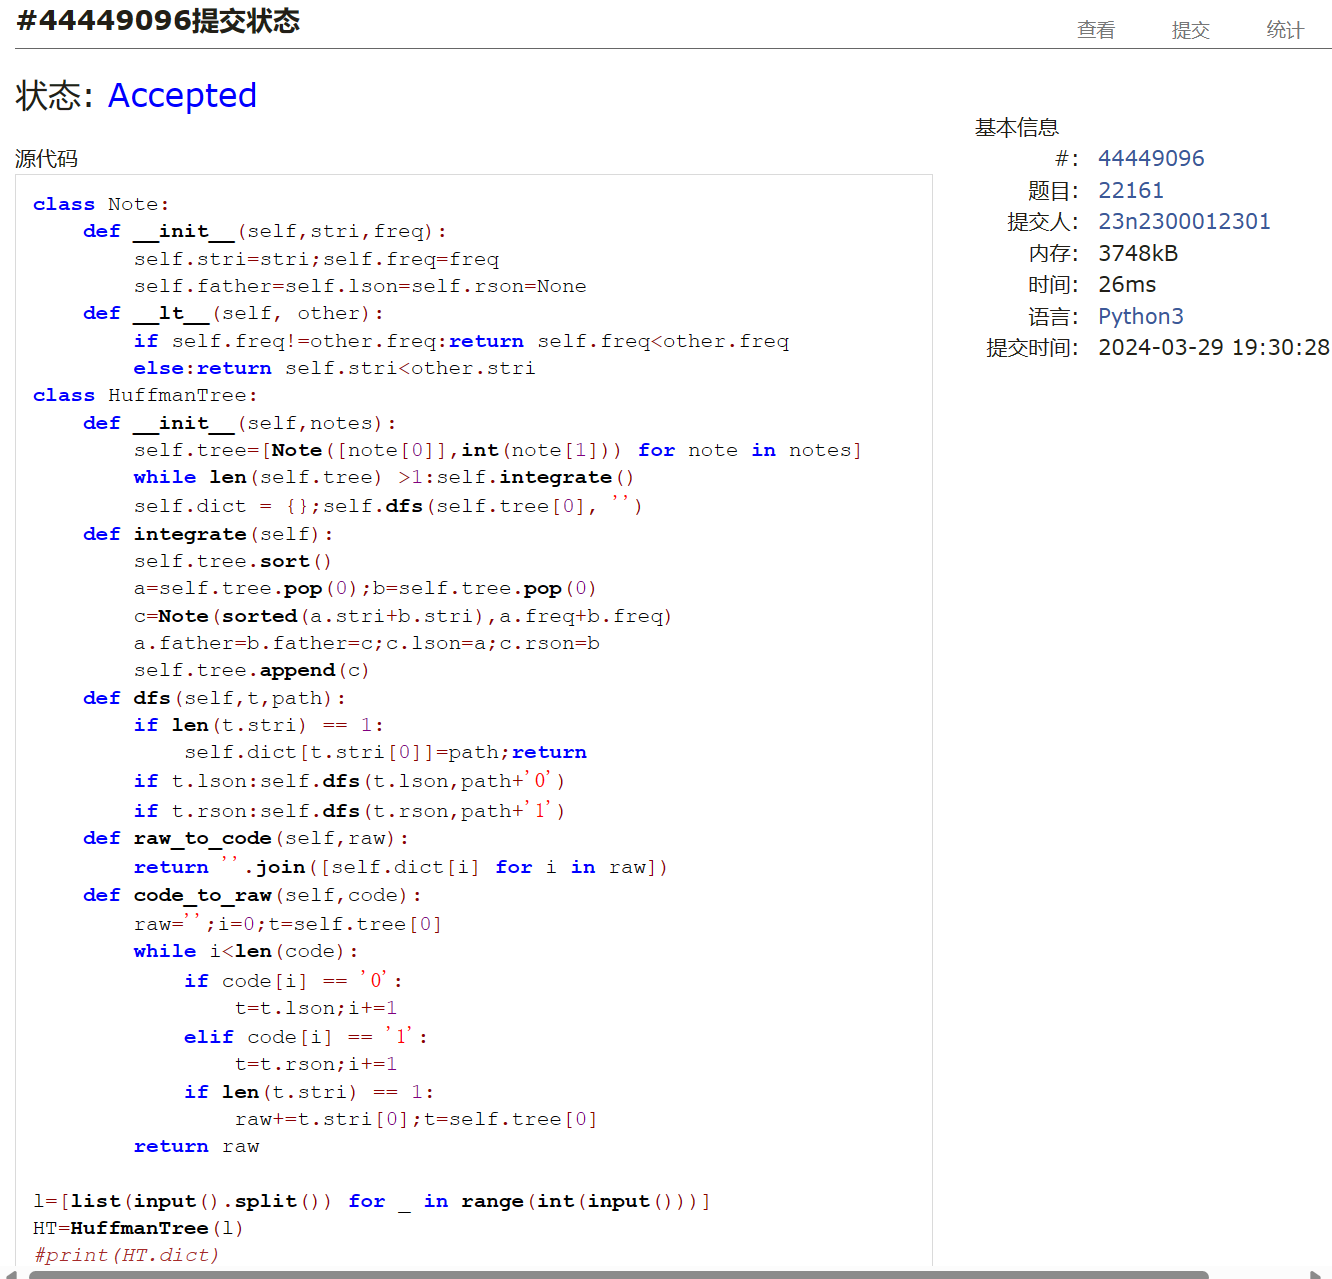 #44449096提交状态
查看 提交 统计
状态: Accepted
基本信息
#: 44449096
题目: 22161
提交人: 23n2300012301
内存: 3748kB
时间: 26ms
语言: Python3
提交时间: 2024-03-29 19:30:28
源代码
class Note:
    def __init__(self,stri,freq):
        self.stri=stri;self.freq=freq
        self.father=self.lson=self.rson=None
    def __lt__(self, other):
        if self.freq!=other.freq:return self.freq<other.freq
        else:return self.stri<other.stri
class HuffmanTree:
    def __init__(self,notes):
        self.tree=[Note([note[0]],int(note[1])) for note in notes]
        while len(self.tree) >1:self.integrate()
        self.dict = {};self.dfs(self.tree[0], '')
    def integrate(self):
        self.tree.sort()
        a=self.tree.pop(0);b=self.tree.pop(0)
        c=Note(sorted(a.stri+b.stri),a.freq+b.freq)
        a.father=b.father=c;c.lson=a;c.rson=b
        self.tree.append(c)
    def dfs(self,t,path):
        if len(t.stri) == 1:
            self.dict[t.stri[0]]=path;return
        if t.lson:self.dfs(t.lson,path+'0')
        if t.rson:self.dfs(t.rson,path+'1')
    def raw_to_code(self,raw):
        return ''.join([self.dict[i] for i in raw])
    def code_to_raw(self,code):
        raw='';i=0;t=self.tree[0]
        while i<len(code):
            if code[i] == '0':
                t=t.lson;i+=1
            elif code[i] == '1':
                t=t.rson;i+=1
            if len(t.stri) == 1:
                raw+=t.stri[0];t=self.tree[0]
        return raw
l=[list(input().split()) for _ in range(int(input()))]
HT=HuffmanTree(l)
#print(HT.dict)